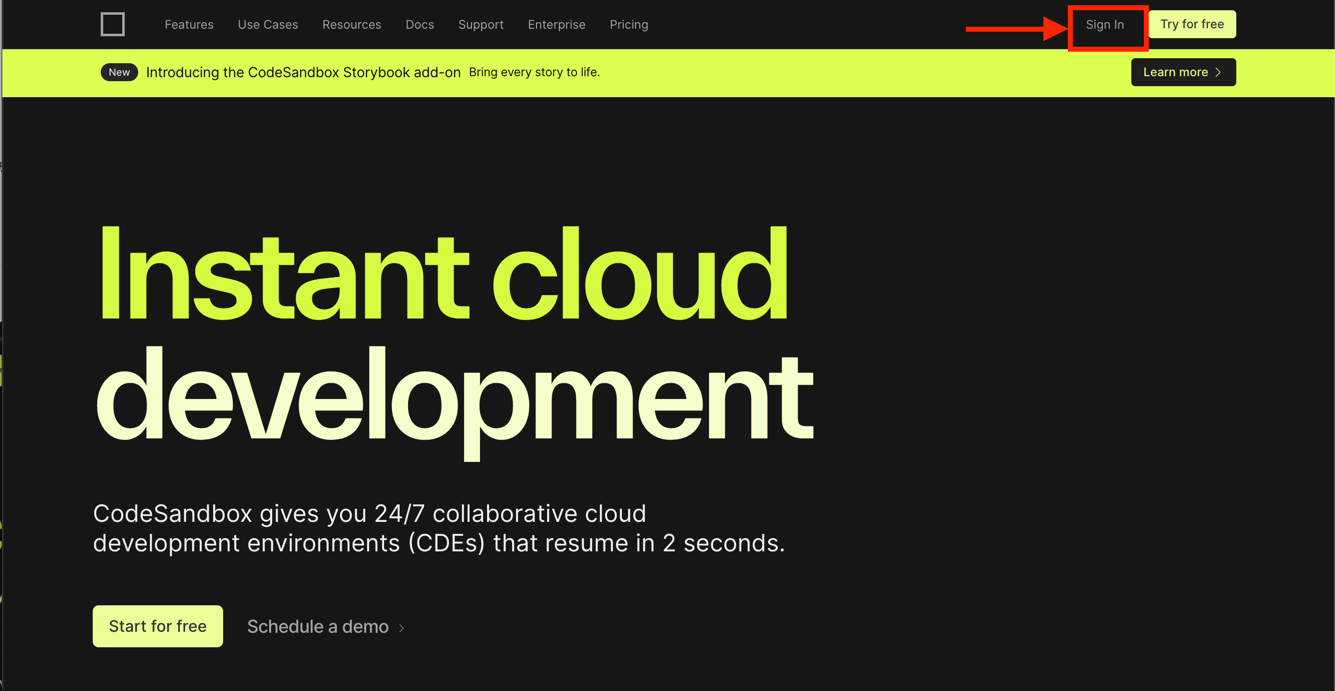 Features Use Cases Resources Docs Support Enterprise Pricing Sign In Try for free
New Introducing the CodeSandbox Storybook add-on Bring every story to life. Learn more
Instant cloud
development
CodeSandbox gives you 24/7 collaborative cloud
development environments (CDEs) that resume in 2 seconds.
Start for free Schedule a demo